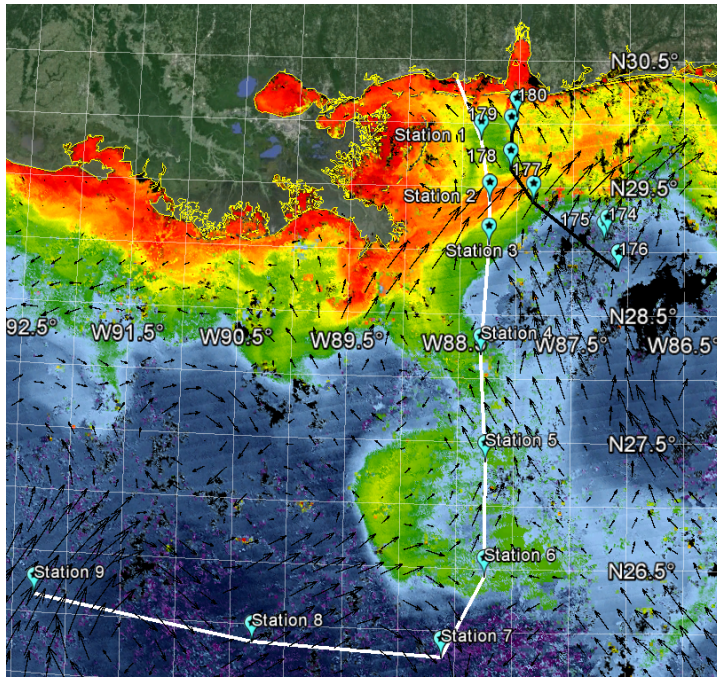 N30.5°
180
179
Station 1
178
177
Station 2
N29.5°
175
174
Station 3
176
N28.5°
92.5°
W91.5°
W90.5°
W89.5°
W88.
Station 4
W87.5°
W86.5°
Station 5
N27.5°
Station 6
N26.5°
Station 9
Station 8
Station 7